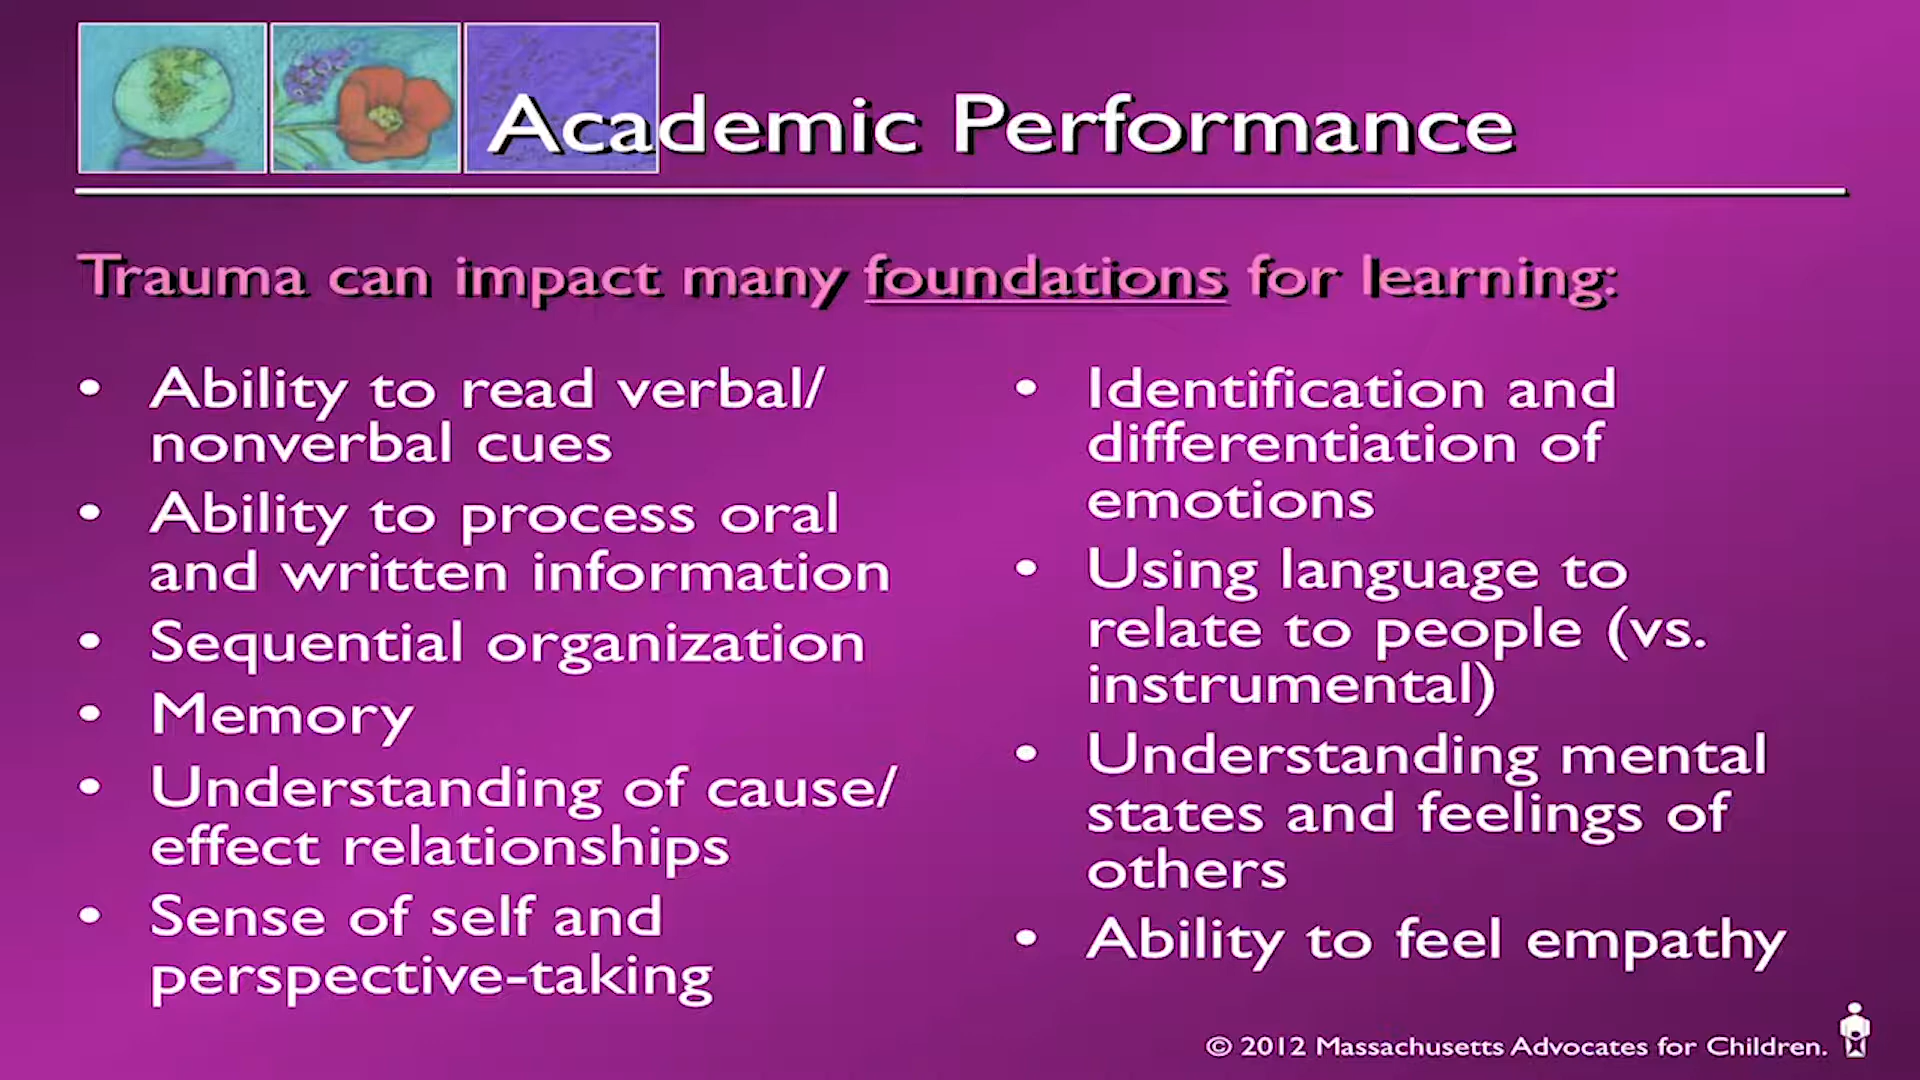 Academic Performance
Trauma can impact many foundations for learning:
• Ability to read verbal/
nonverbal cues
• Ability to process oral
and written information
• Sequential organization
• Memory
• Understanding of cause/
effect relationships
• Sense of self and
perspective-taking
• Identification and
differentiation of
emotions
• Using language to
relate to people (vs.
instrumental)
• Understanding mental
states and feelings of
others
• Ability to feel empathy
© 2012 Massachusetts Advocates for Children.